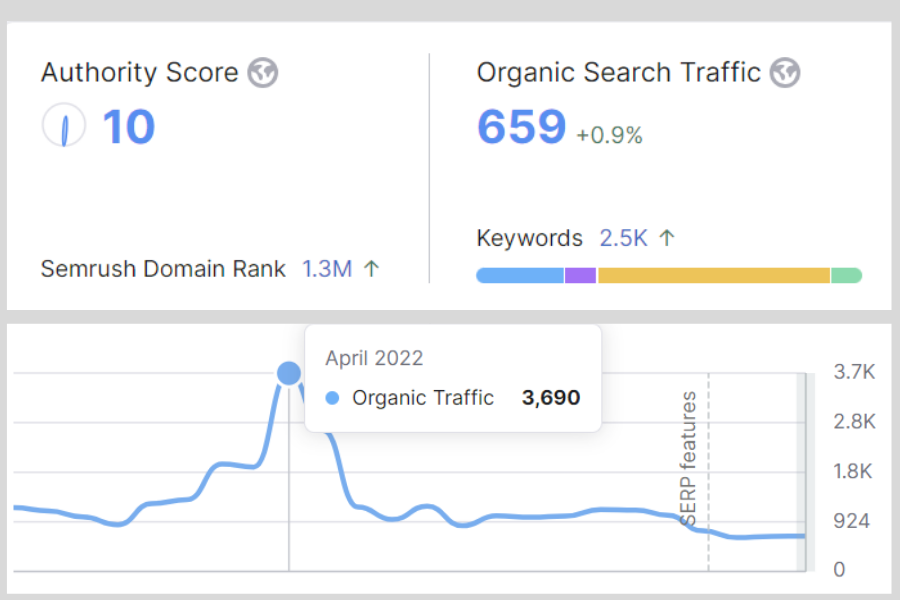 Authority Score
10
Semrush Domain Rank 1.3M ↑
Organic Search Traffic
659 +0.9%
Keywords 2.5K ↑
April 2022
Organic Traffic 3,690
SERP features
3.7K
2.8K
1.8K
924
0